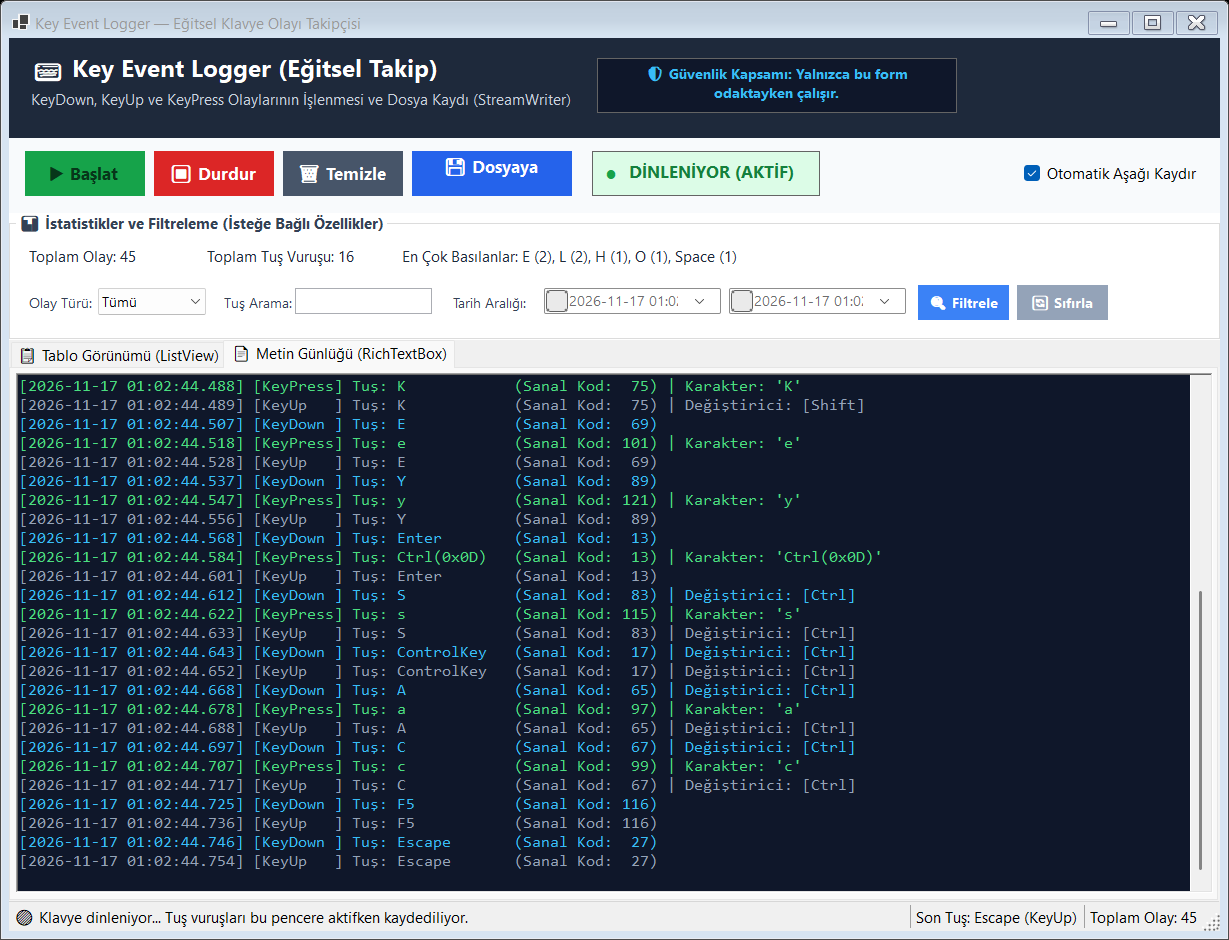 Key Event Logger — Eğitsel Klavye Olayı Takipçisi
Key Event Logger (Eğitsel Takip)
KeyDown, KeyUp ve KeyPress Olaylarının İşlenmesi ve Dosya Kaydı (StreamWriter)
Güvenlik Kapsamı: Yalnızca bu form
odaktayken çalışır.
Başlat
Durdur
Temizle
Dosyaya
● DİNLENİYOR (AKTİF)
Otomatik Aşağı Kaydır
İstatistikler ve Filtreleme (İsteğe Bağlı Özellikler)
Toplam Olay: 45
Toplam Tuş Vuruşu: 16
En Çok Basılanlar: E (2), L (2), H (1), O (1), Space (1)
Olay Türü: Tümü
Tuş Arama:
Tarih Aralığı:
2026-11-17 01:02
2026-11-17 01:02
Filtrele
Sıfırla
Tablo Görünümü (ListView)
Metin Günlüğü (RichTextBox)
[2026-11-17 01:02:44.488] [KeyPress] Tuş: K (Sanal Kod: 75) | Karakter: 'K'
[2026-11-17 01:02:44.489] [KeyUp ] Tuş: K (Sanal Kod: 75) | Değiştirici: [Shift]
[2026-11-17 01:02:44.507] [KeyDown ] Tuş: E (Sanal Kod: 69)
[2026-11-17 01:02:44.518] [KeyPress] Tuş: e (Sanal Kod: 101) | Karakter: 'e'
[2026-11-17 01:02:44.528] [KeyUp ] Tuş: E (Sanal Kod: 69)
[2026-11-17 01:02:44.537] [KeyDown ] Tuş: Y (Sanal Kod: 89)
[2026-11-17 01:02:44.547] [KeyPress] Tuş: y (Sanal Kod: 121) | Karakter: 'y'
[2026-11-17 01:02:44.556] [KeyUp ] Tuş: Y (Sanal Kod: 89)
[2026-11-17 01:02:44.568] [KeyDown ] Tuş: Enter (Sanal Kod: 13)
[2026-11-17 01:02:44.584] [KeyPress] Tuş: Ctrl(0x0D) (Sanal Kod: 13) | Karakter: 'Ctrl(0x0D)'
[2026-11-17 01:02:44.601] [KeyUp ] Tuş: Enter (Sanal Kod: 13)
[2026-11-17 01:02:44.612] [KeyDown ] Tuş: S (Sanal Kod: 83) | Değiştirici: [Ctrl]
[2026-11-17 01:02:44.622] [KeyPress] Tuş: s (Sanal Kod: 115) | Karakter: 's'
[2026-11-17 01:02:44.633] [KeyUp ] Tuş: S (Sanal Kod: 83) | Değiştirici: [Ctrl]
[2026-11-17 01:02:44.643] [KeyDown ] Tuş: ControlKey (Sanal Kod: 17) | Değiştirici: [Ctrl]
[2026-11-17 01:02:44.652] [KeyUp ] Tuş: ControlKey (Sanal Kod: 17) | Değiştirici: [Ctrl]
[2026-11-17 01:02:44.668] [KeyDown ] Tuş: A (Sanal Kod: 65) | Değiştirici: [Ctrl]
[2026-11-17 01:02:44.678] [KeyPress] Tuş: a (Sanal Kod: 97) | Karakter: 'a'
[2026-11-17 01:02:44.688] [KeyUp ] Tuş: A (Sanal Kod: 65) | Değiştirici: [Ctrl]
[2026-11-17 01:02:44.697] [KeyDown ] Tuş: C (Sanal Kod: 67) | Değiştirici: [Ctrl]
[2026-11-17 01:02:44.707] [KeyPress] Tuş: c (Sanal Kod: 99) | Karakter: 'c'
[2026-11-17 01:02:44.717] [KeyUp ] Tuş: C (Sanal Kod: 67) | Değiştirici: [Ctrl]
[2026-11-17 01:02:44.725] [KeyDown ] Tuş: F5 (Sanal Kod: 116)
[2026-11-17 01:02:44.736] [KeyUp ] Tuş: F5 (Sanal Kod: 116)
[2026-11-17 01:02:44.746] [KeyDown ] Tuş: Escape (Sanal Kod: 27)
[2026-11-17 01:02:44.754] [KeyUp ] Tuş: Escape (Sanal Kod: 27)
Klavye dinleniyor... Tuş vuruşları bu pencere aktifken kaydediliyor.
Son Tuş: Escape (KeyUp)
Toplam Olay: 45